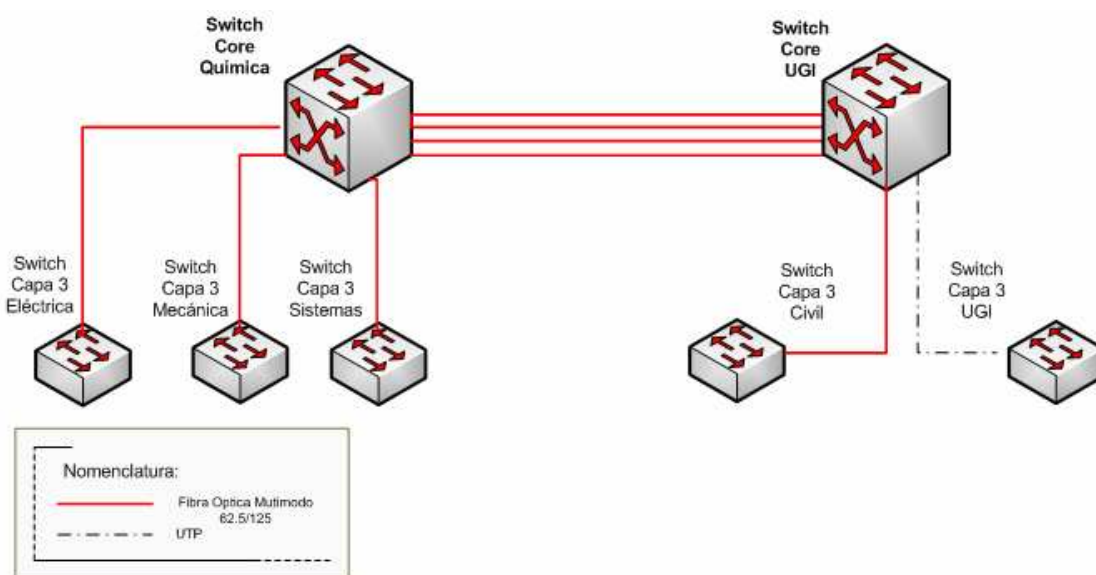 Switch
Core
Química
Switch
Core
UGI
Switch
Capa 3
Eléctrica
Switch
Capa 3
Mecánica
Switch
Capa 3
Sistemas
Switch
Capa 3
Civil
Switch
Capa 3
UGI
Nomenclatura:
Fibra Optica Mutimodo
62.5/125
UTP